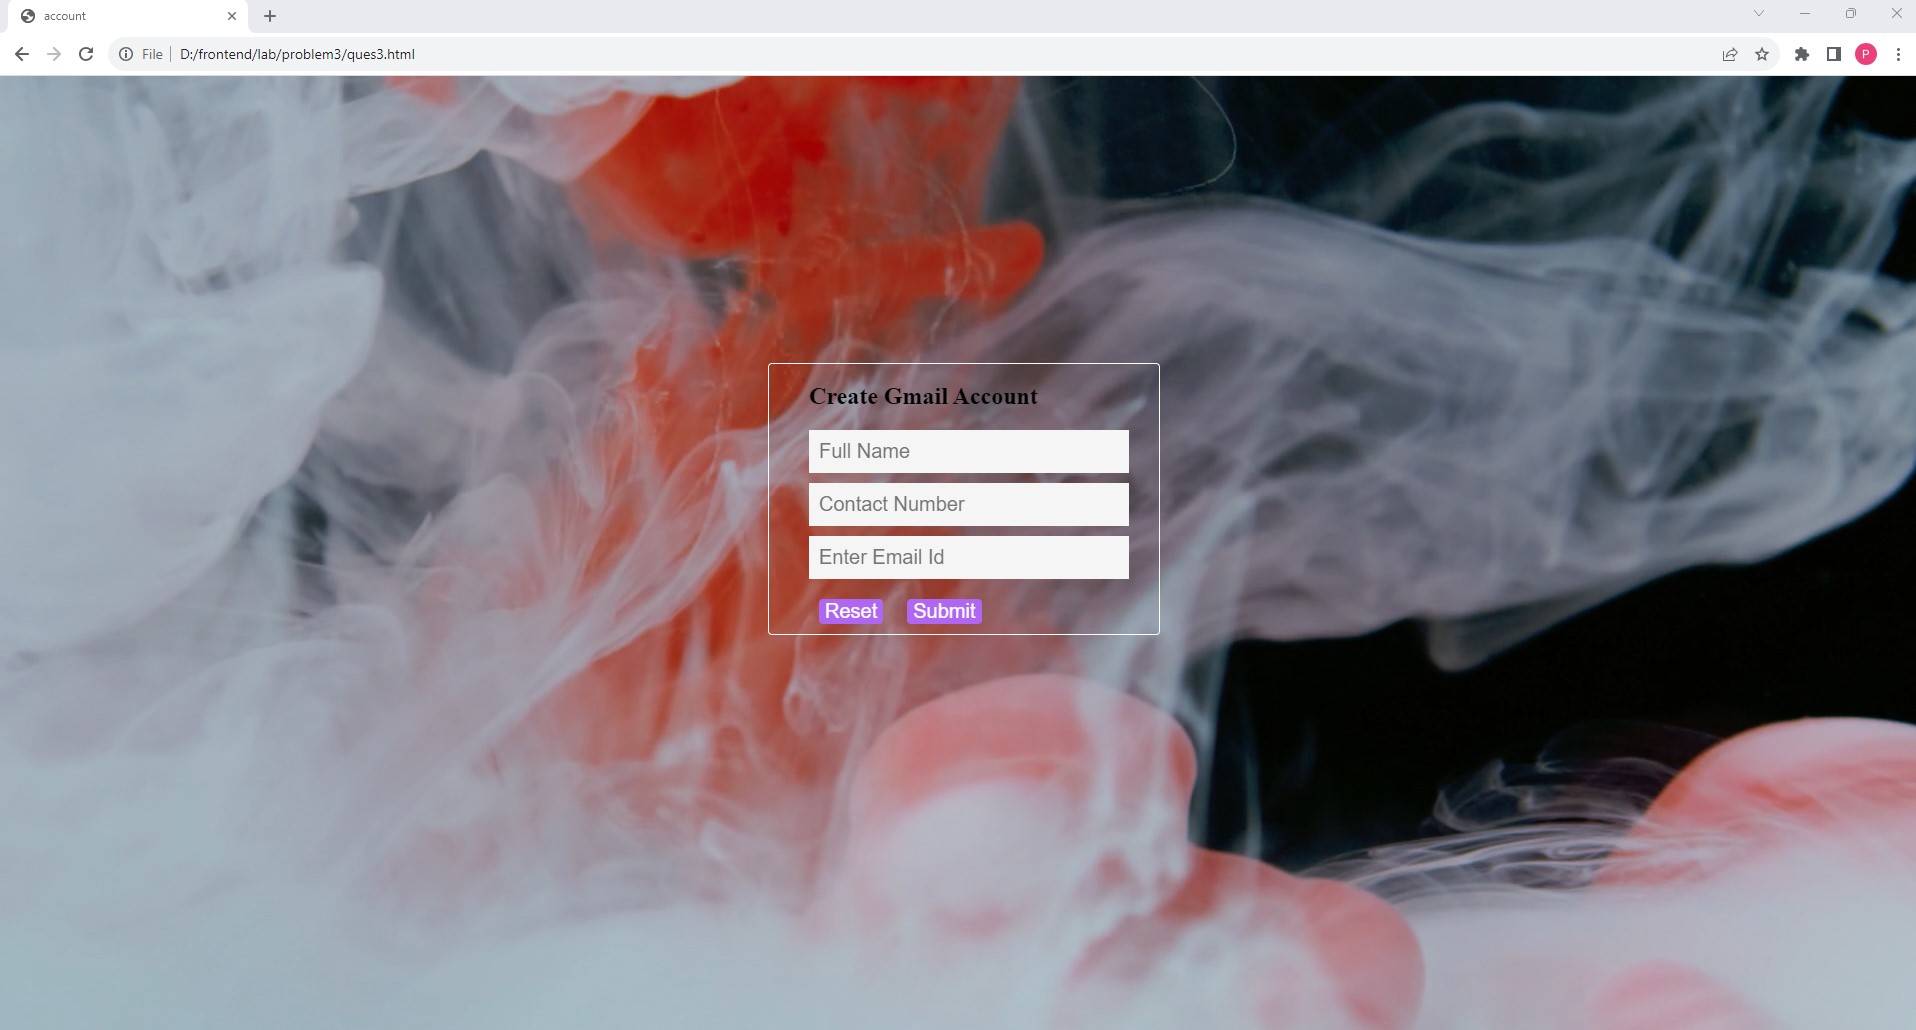 account
File D:/frontend/lab/problem3/ques3.html
P
Create Gmail Account
Full Name
Contact Number
Enter Email Id
Reset Submit